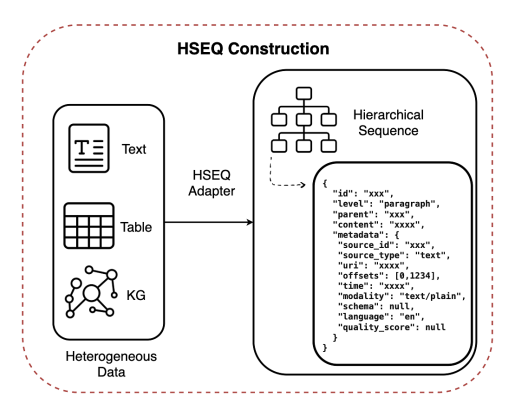 HSEQ Construction
T
Text
Table
KG
Heterogeneous
Data
HSEQ
Adapter
Hierarchical
Sequence
{
"id": "xxx",
"level": "paragraph",
"parent": "xxx",
"content": "xxxx",
"metadata": {
"source_id": "xxx",
"source_type": "text",
"uri": "xxxx",
"offsets": [0,1234],
"time": "xxxx",
"modality": "text/plain",
"schema": null,
"language": "en",
"quality_score": null
}
}